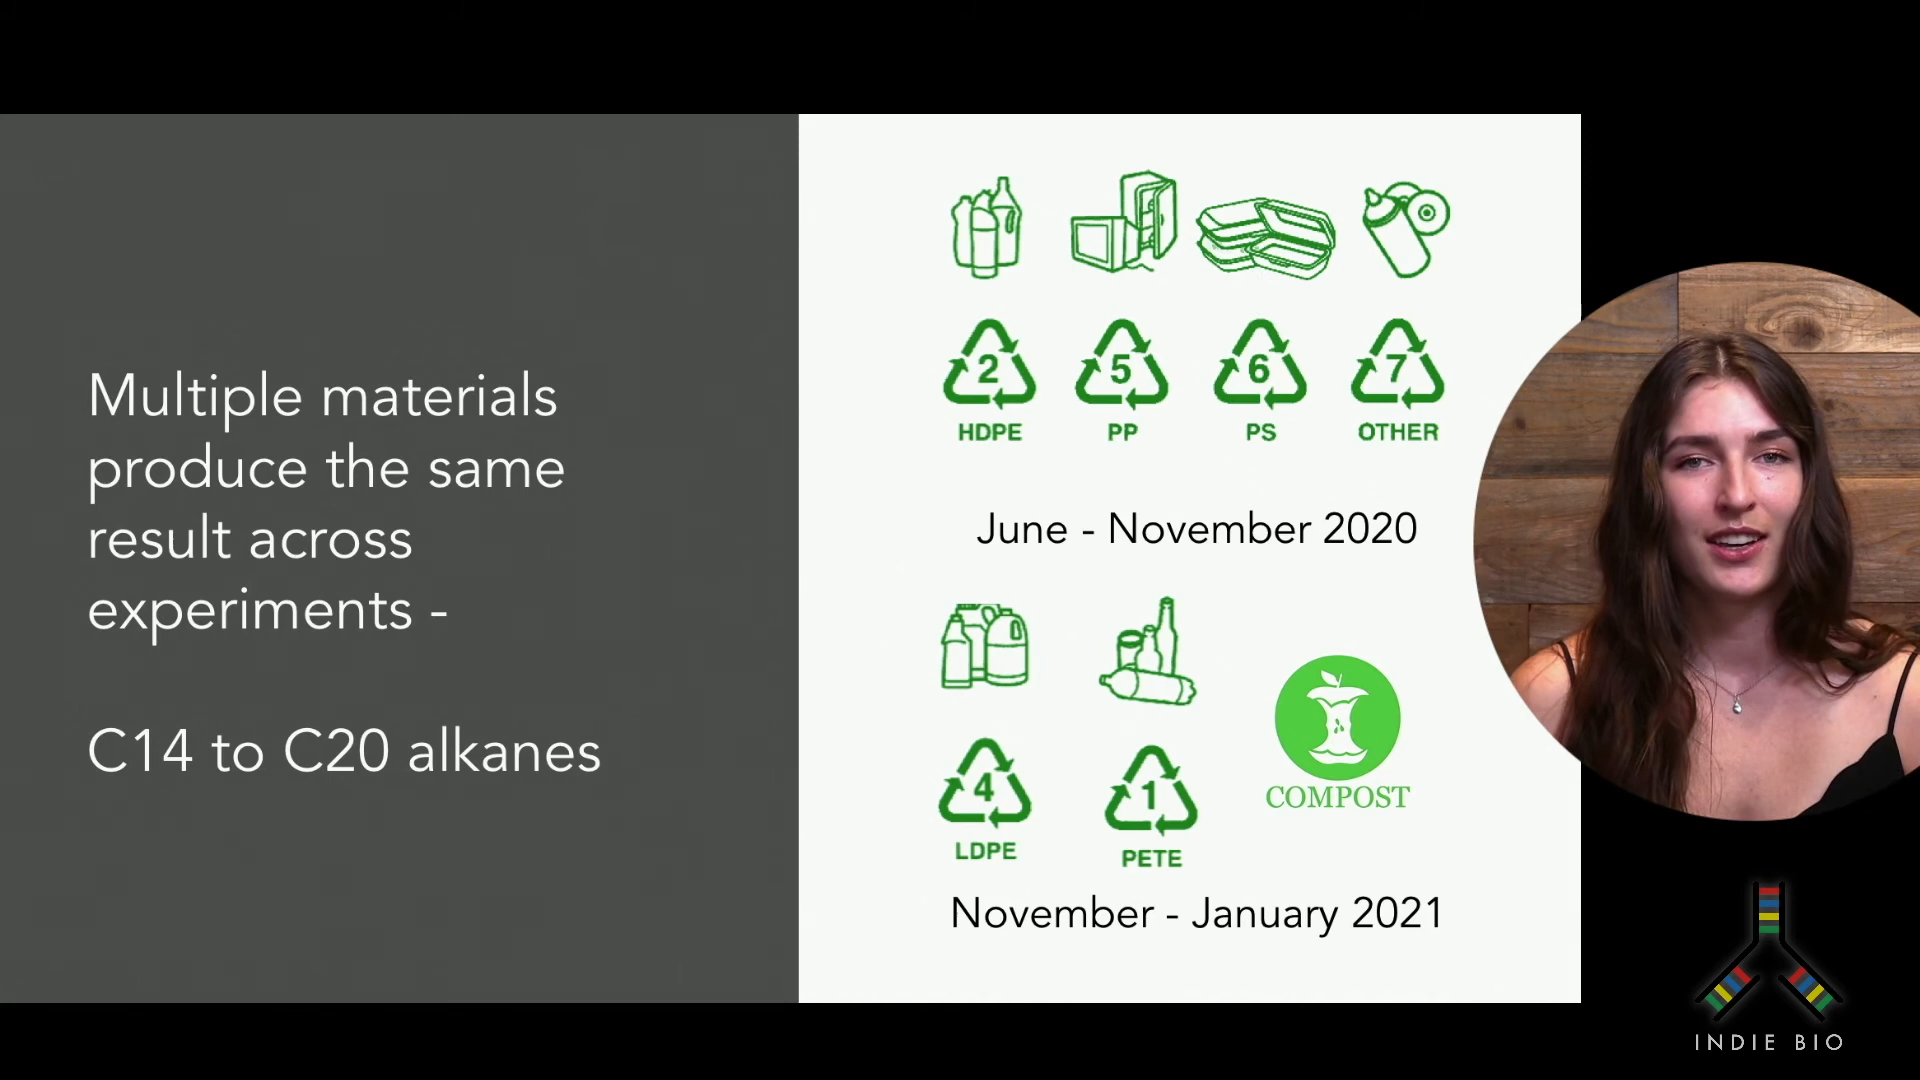 Multiple materials
produce the same
result across
experiments -
C14 to C20 alkanes
2 5 6 7
HDPE PP PS OTHER
June - November 2020
4 1
LDPE PETE
COMPOST
November - January 2021
INDIE BIO